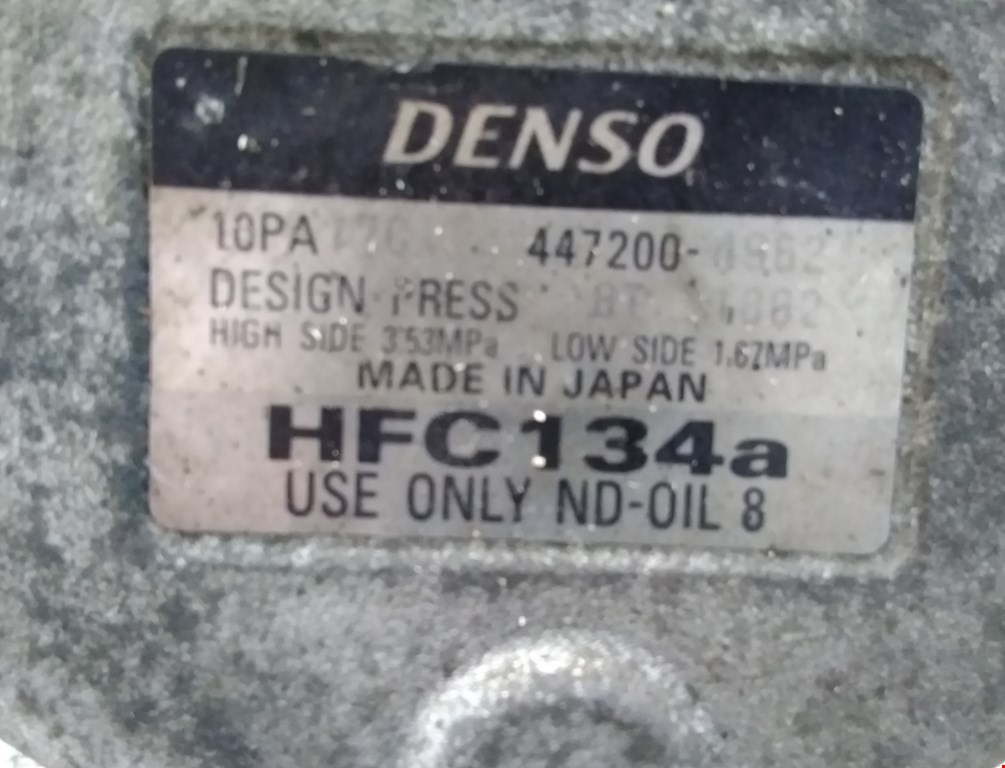 DENSO
10PA
447200-
DESIGN PRESS
HIGH SIDE 3.53MPa LOW SIDE 1.67MPa
MADE IN JAPAN
HFC134a
USE ONLY ND-OIL 8